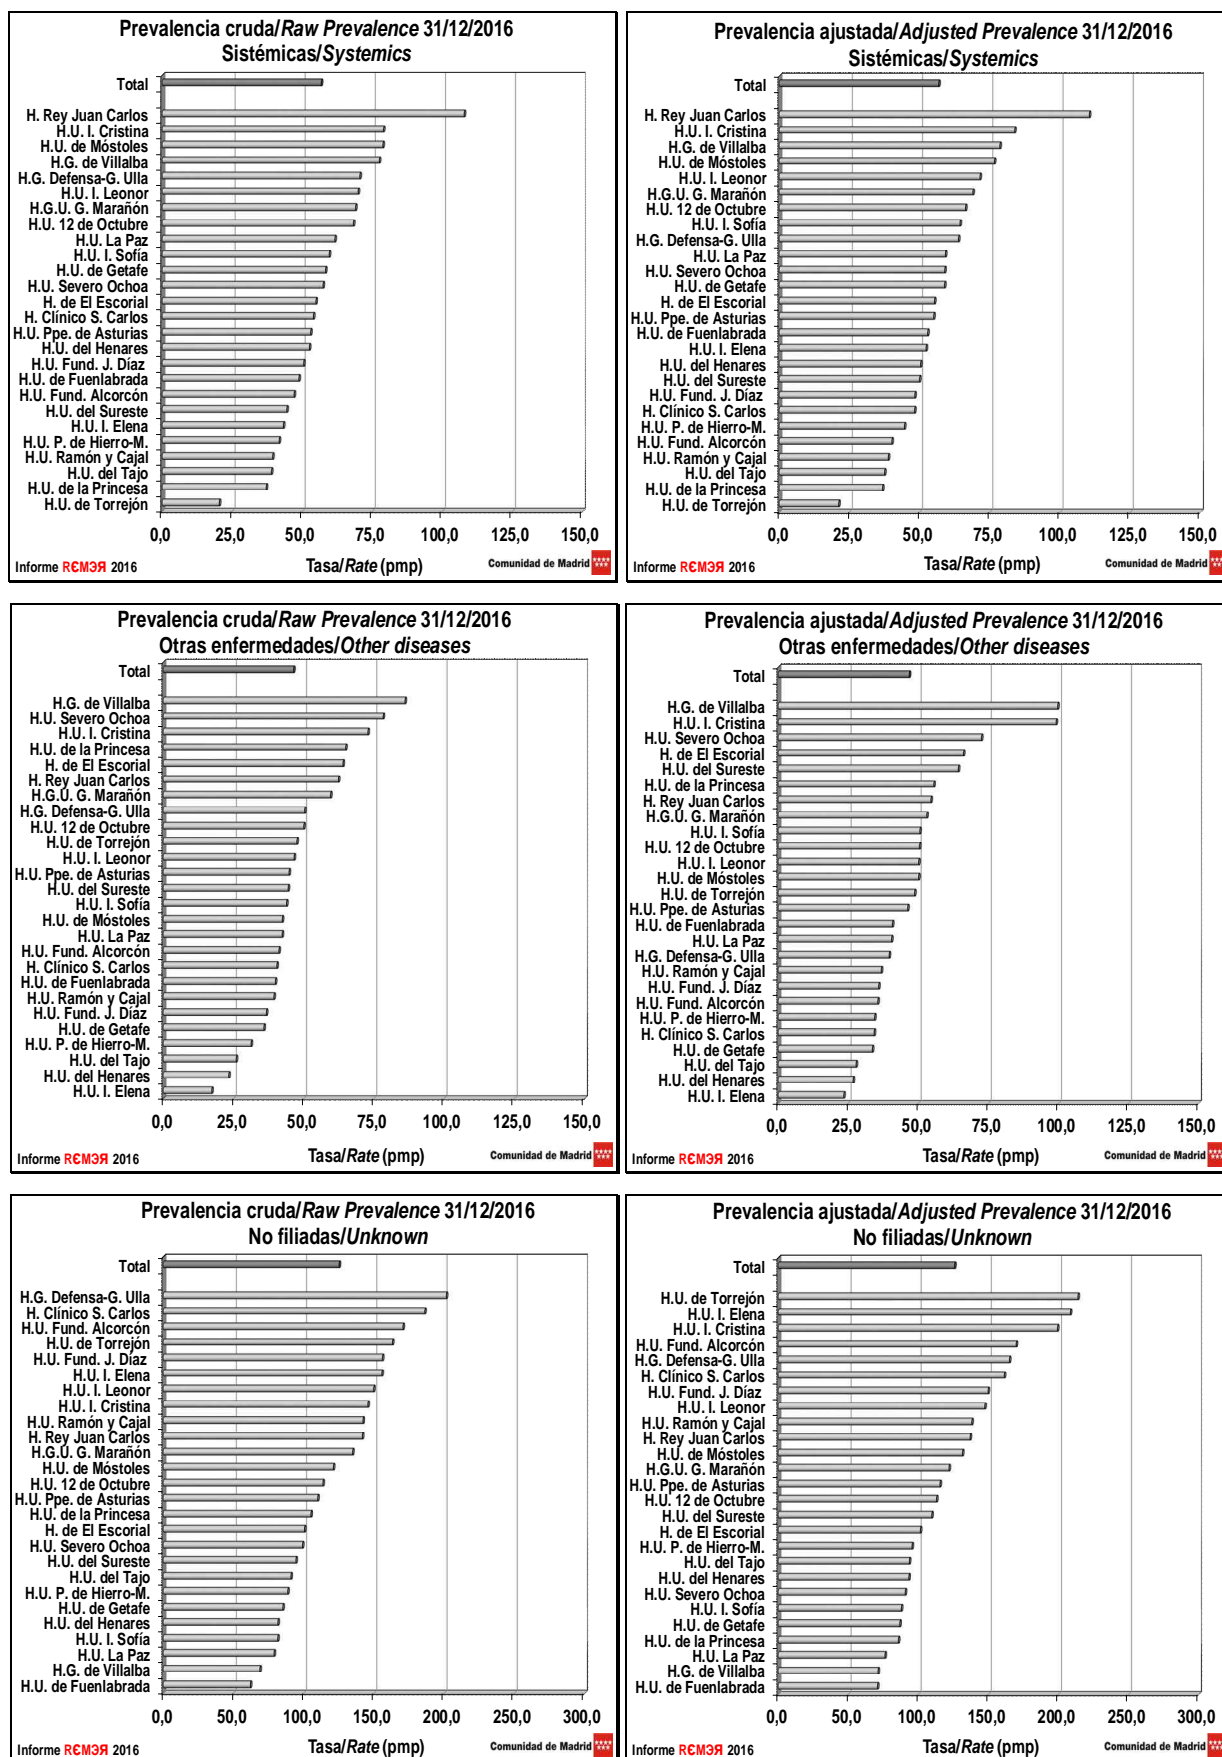 Prevalencia cruda/Raw Prevalence 31/12/2016
Sistémicas/Systemics
Total
H. Rey Juan Carlos
H.U. I. Cristina
H.U. de Móstoles
H.G. de Villalba
H.G. Defensa-G. Ulla
H.U. I. Leonor
H.G.U. G. Marañón
H.U. 12 de Octubre
H.U. La Paz
H.U. I. Sofía
H.U. de Getafe
H.U. Severo Ochoa
H. de El Escorial
H. Clínico S. Carlos
H.U. Ppe. de Asturias
H.U. del Henares
H.U. Fund. J. Díaz
H.U. de Fuenlabrada
H.U. Fund. Alcorcón
H.U. del Sureste
H.U. I. Elena
H.U. P. de Hierro-M.
H.U. Ramón y Cajal
H.U. del Tajo
H.U. de la Princesa
H.U. de Torrejón
0,0 25,0 50,0 75,0 100,0 125,0 150,0
Tasa/Rate (pmp)
Informe RЄMЭЯ 2016
Comunidad de Madrid
Prevalencia ajustada/Adjusted Prevalence 31/12/2016
Sistémicas/Systemics
Total
H. Rey Juan Carlos
H.U. I. Cristina
H.G. de Villalba
H.U. de Móstoles
H.U. I. Leonor
H.G.U. G. Marañón
H.U. 12 de Octubre
H.U. I. Sofía
H.G. Defensa-G. Ulla
H.U. La Paz
H.U. Severo Ochoa
H.U. de Getafe
H. de El Escorial
H.U. Ppe. de Asturias
H.U. de Fuenlabrada
H.U. I. Elena
H.U. del Henares
H.U. del Sureste
H.U. Fund. J. Díaz
H. Clínico S. Carlos
H.U. P. de Hierro-M.
H.U. Fund. Alcorcón
H.U. Ramón y Cajal
H.U. del Tajo
H.U. de la Princesa
H.U. de Torrejón
0,0 25,0 50,0 75,0 100,0 125,0 150,0
Tasa/Rate (pmp)
Informe RЄMЭЯ 2016
Comunidad de Madrid
Prevalencia cruda/Raw Prevalence 31/12/2016
Otras enfermedades/Other diseases
Total
H.G. de Villalba
H.U. Severo Ochoa
H.U. I. Cristina
H.U. de la Princesa
H. de El Escorial
H. Rey Juan Carlos
H.G.U. G. Marañón
H.G. Defensa-G. Ulla
H.U. 12 de Octubre
H.U. de Torrejón
H.U. I. Leonor
H.U. Ppe. de Asturias
H.U. del Sureste
H.U. I. Sofía
H.U. de Móstoles
H.U. La Paz
H.U. Fund. Alcorcón
H. Clínico S. Carlos
H.U. de Fuenlabrada
H.U. Ramón y Cajal
H.U. Fund. J. Díaz
H.U. de Getafe
H.U. P. de Hierro-M.
H.U. del Tajo
H.U. del Henares
H.U. I. Elena
0,0 25,0 50,0 75,0 100,0 125,0 150,0
Tasa/Rate (pmp)
Informe RЄMЭЯ 2016
Comunidad de Madrid
Prevalencia ajustada/Adjusted Prevalence 31/12/2016
Otras enfermedades/Other diseases
Total
H.G. de Villalba
H.U. I. Cristina
H.U. Severo Ochoa
H. de El Escorial
H.U. del Sureste
H.U. de la Princesa
H. Rey Juan Carlos
H.G.U. G. Marañón
H.U. I. Sofía
H.U. 12 de Octubre
H.U. I. Leonor
H.U. de Móstoles
H.U. de Torrejón
H.U. Ppe. de Asturias
H.U. de Fuenlabrada
H.U. La Paz
H.G. Defensa-G. Ulla
H.U. Ramón y Cajal
H.U. Fund. J. Díaz
H.U. Fund. Alcorcón
H.U. P. de Hierro-M.
H. Clínico S. Carlos
H.U. de Getafe
H.U. del Tajo
H.U. del Henares
H.U. I. Elena
0,0 25,0 50,0 75,0 100,0 125,0 150,0
Tasa/Rate (pmp)
Informe RЄMЭЯ 2016
Comunidad de Madrid
Prevalencia cruda/Raw Prevalence 31/12/2016
No filiadas/Unknown
Total
H.G. Defensa-G. Ulla
H. Clínico S. Carlos
H.U. Fund. Alcorcón
H.U. de Torrejón
H.U. Fund. J. Díaz
H.U. I. Elena
H.U. I. Leonor
H.U. I. Cristina
H.U. Ramón y Cajal
H. Rey Juan Carlos
H.G.U. G. Marañón
H.U. de Móstoles
H.U. 12 de Octubre
H.U. Ppe. de Asturias
H.U. de la Princesa
H. de El Escorial
H.U. Severo Ochoa
H.U. del Sureste
H.U. del Tajo
H.U. P. de Hierro-M.
H.U. de Getafe
H.U. del Henares
H.U. I. Sofía
H.U. La Paz
H.G. de Villalba
H.U. de Fuenlabrada
0,0 50,0 100,0 150,0 200,0 250,0 300,0
Tasa/Rate (pmp)
Informe RЄMЭЯ 2016
Comunidad de Madrid
Prevalencia ajustada/Adjusted Prevalence 31/12/2016
No filiadas/Unknown
Total
H.U. de Torrejón
H.U. I. Elena
H.U. I. Cristina
H.U. Fund. Alcorcón
H.G. Defensa-G. Ulla
H. Clínico S. Carlos
H.U. Fund. J. Díaz
H.U. I. Leonor
H.U. Ramón y Cajal
H. Rey Juan Carlos
H.U. de Móstoles
H.G.U. G. Marañón
H.U. Ppe. de Asturias
H.U. 12 de Octubre
H.U. del Sureste
H. de El Escorial
H.U. P. de Hierro-M.
H.U. del Tajo
H.U. del Henares
H.U. Severo Ochoa
H.U. I. Sofía
H.U. de Getafe
H.U. de la Princesa
H.U. La Paz
H.G. de Villalba
H.U. de Fuenlabrada
0,0 50,0 100,0 150,0 200,0 250,0 300,0
Tasa/Rate (pmp)
Informe RЄMЭЯ 2016
Comunidad de Madrid